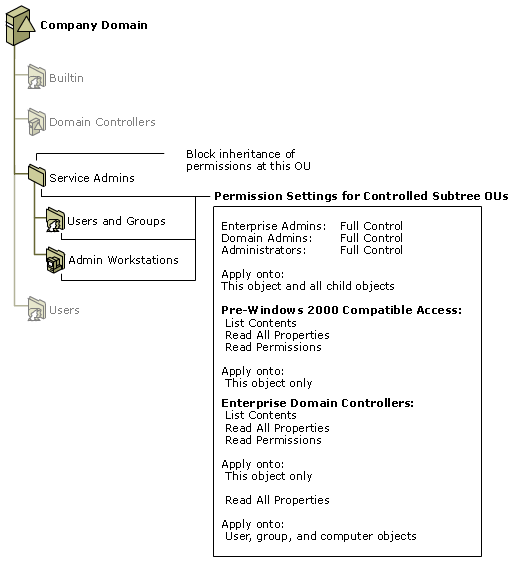 Company Domain
Builtin
Domain Controllers
Block inheritance of
permissions at this OU
Service Admins
Permission Settings for Controlled Subtree OUs
Users and Groups
Admin Workstations
Users
Enterprise Admins: Full Control
Domain Admins: Full Control
Administrators: Full Control
Apply onto:
This object and all child objects
Pre-Windows 2000 Compatible Access:
List Contents
Read All Properties
Read Permissions
Apply onto:
This object only
Enterprise Domain Controllers:
List Contents
Read All Properties
Read Permissions
Apply onto:
This object only
Read All Properties
Apply onto:
User, group, and computer objects